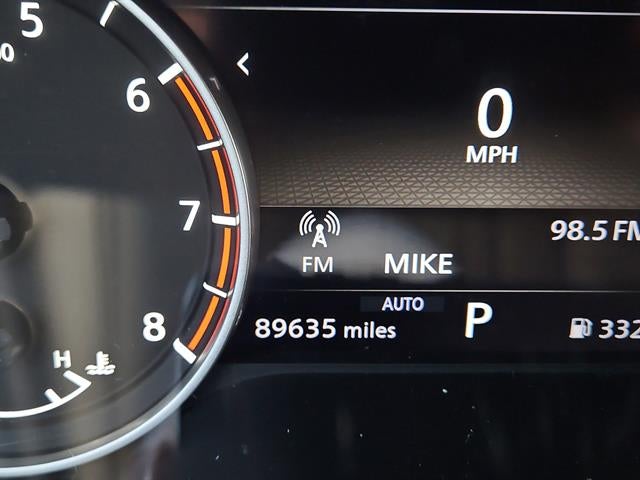 5
6
7
8
H
<
0
MPH
98.5 FM
FM MIKE
AUTO
89635 miles P 332